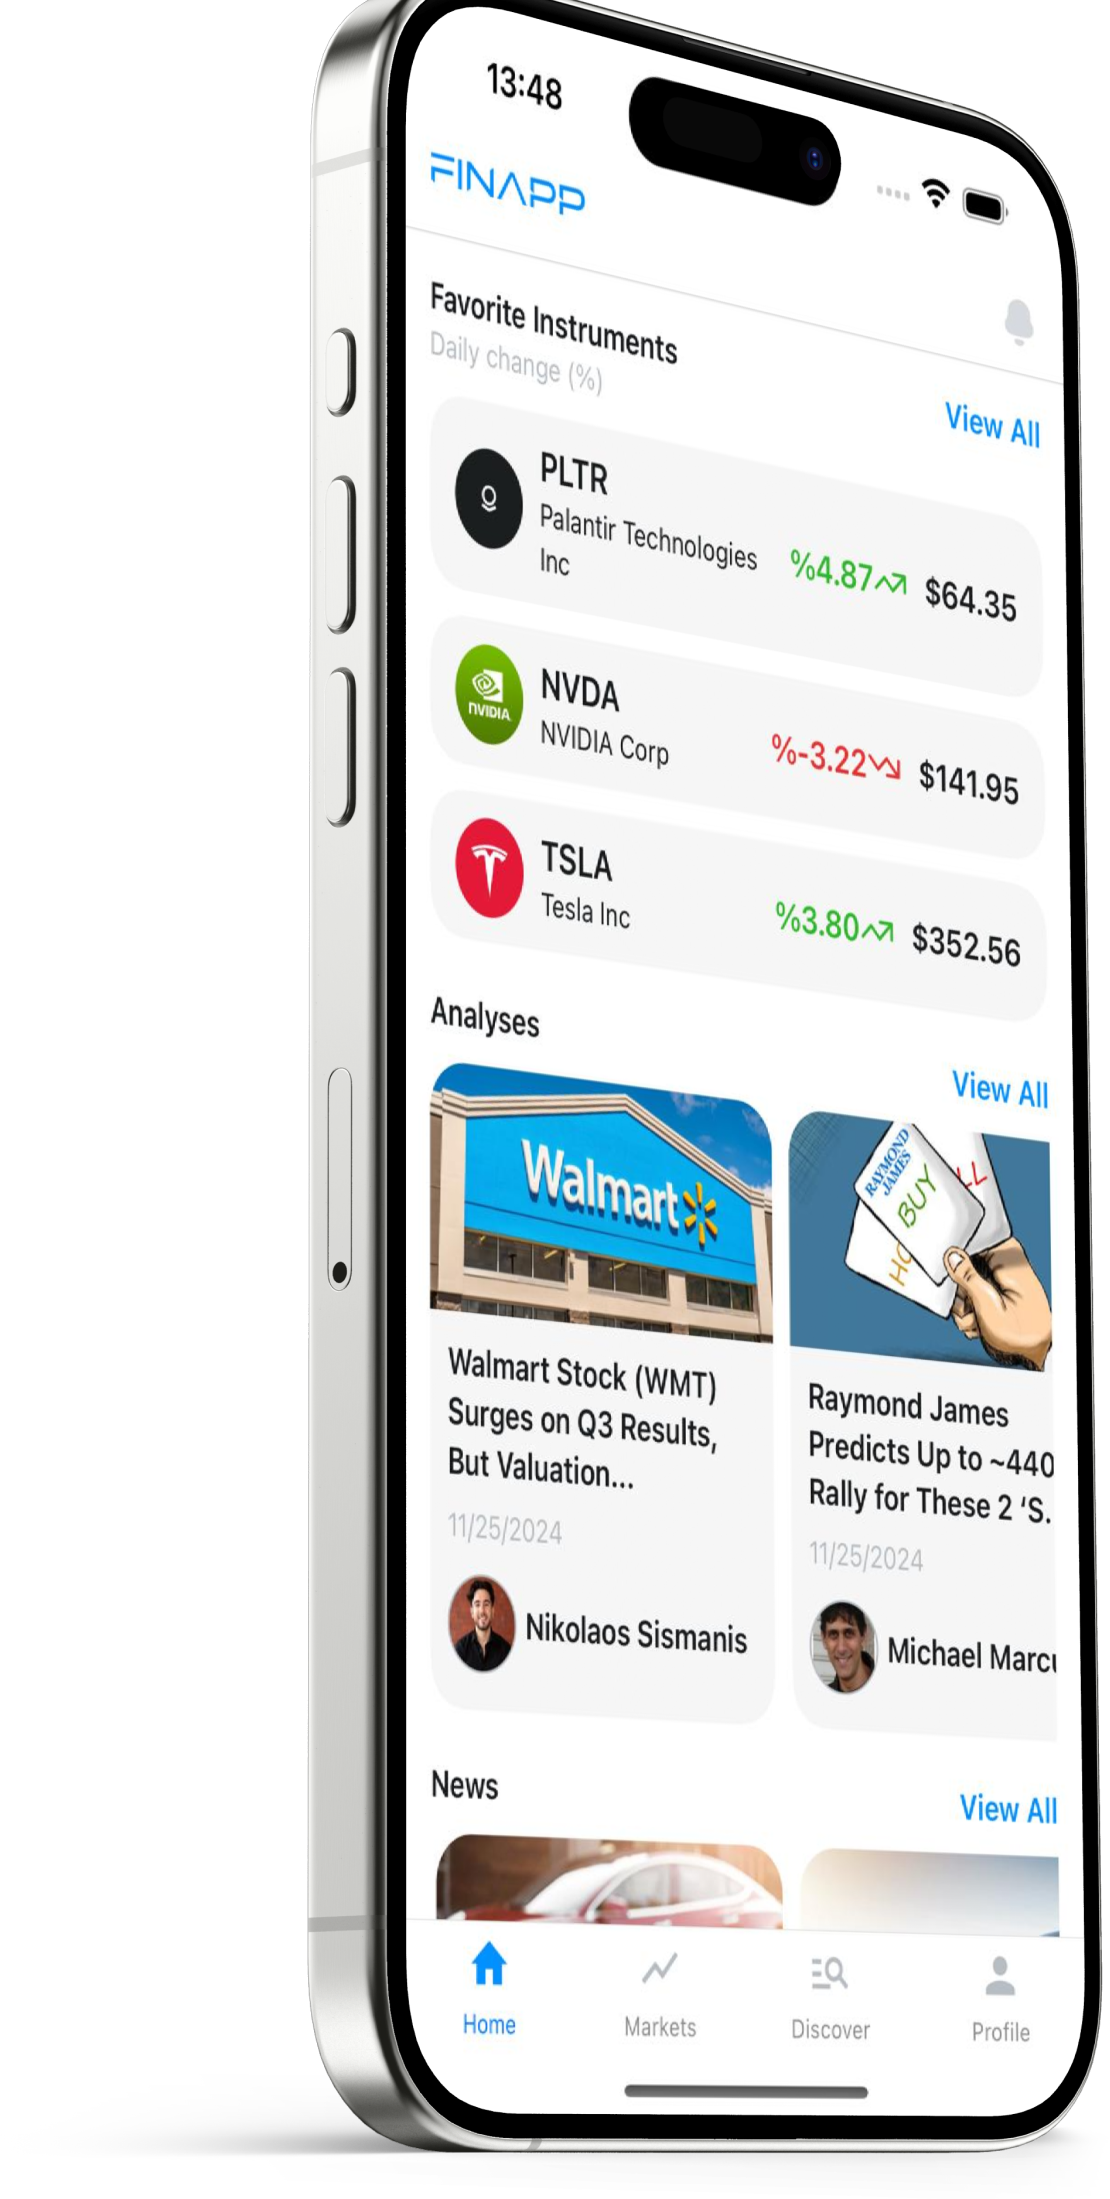 13:48
FINAPP
Favorite Instruments
Daily change (%)
View All
PLTR
Palantir Technologies
Inc
%4.87
$64.35
NVIDIA
NVDA
NVIDIA Corp
%-3.22
$141.95
TSLA
Tesla Inc
%3.80
$352.56
Analyses
View All
Walmart
RAYMOND
JAMES
BUY
HO
LL
Walmart Stock (WMT)
Surges on Q3 Results,
But Valuation...
11/25/2024
Nikolaos Sismanis
Raymond James
Predicts Up to ~440
Rally for These 2 ‘S.
11/25/2024
Michael Marcu
News
View All
Home
Markets
Discover
Profile